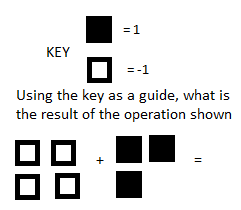 = 1
KEY
= -1
Using the key as a guide, what is
the result of the operation shown
+ =